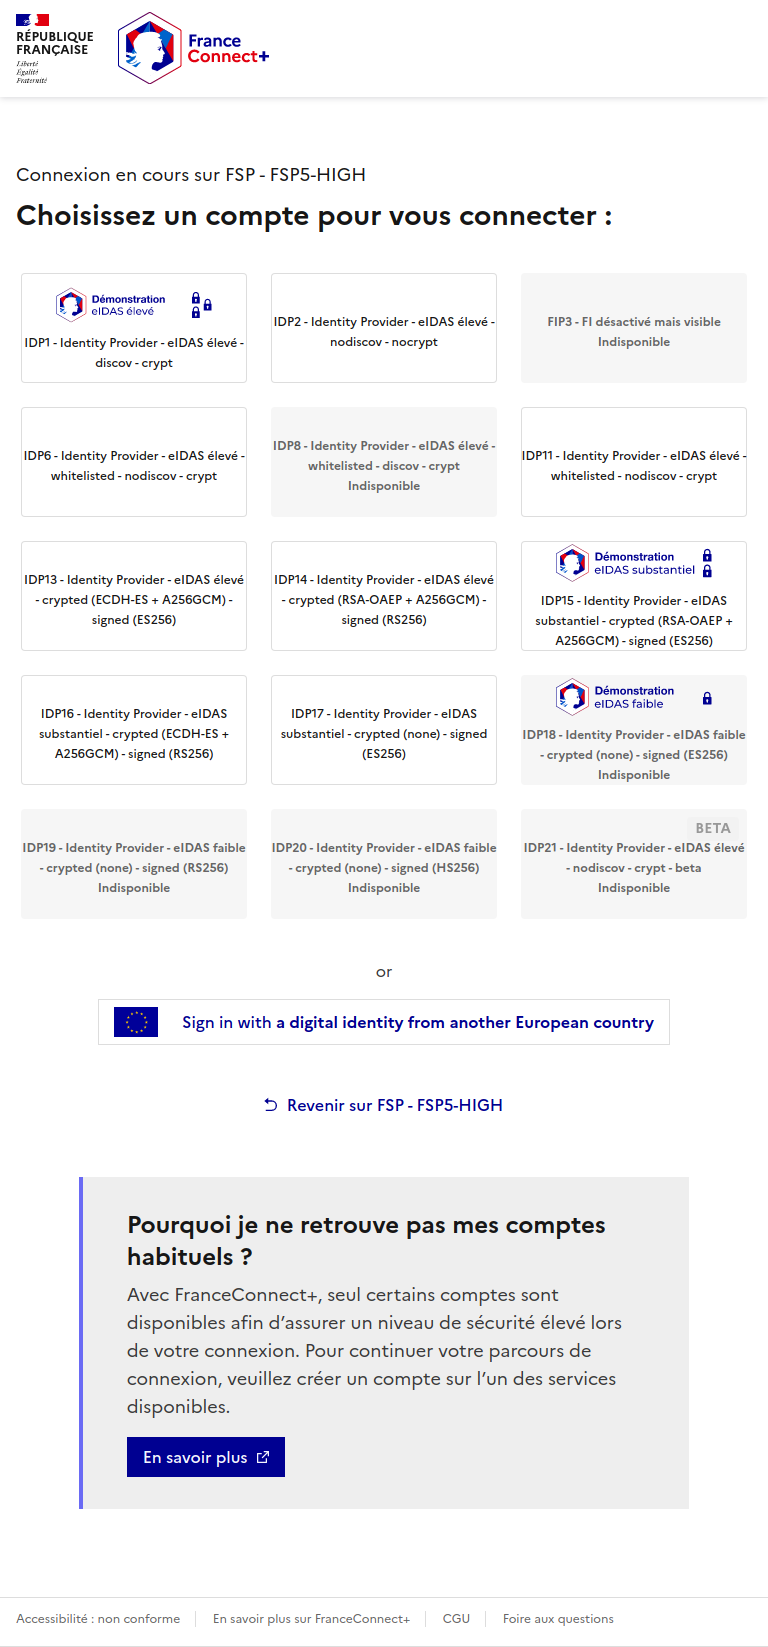 RÉPUBLIQUE
FRANÇAISE
Liberté
Égalité
Fraternité
France
Connect+
Connexion en cours sur FSP - FSP5-HIGH
Choisissez un compte pour vous connecter :
Démonstration
eIDAS élevé
IDP1 - Identity Provider - eIDAS élevé -
discov - crypt
IDP2 - Identity Provider - eIDAS élevé -
nodiscov - nocrypt
FIP3 - FI désactivé mais visible
Indisponible
IDP6 - Identity Provider - eIDAS élevé -
whitelisted - nodiscov - crypt
IDP8 - Identity Provider - eIDAS élevé -
whitelisted - discov - crypt
Indisponible
IDP11 - Identity Provider - eIDAS élevé -
whitelisted - nodiscov - crypt
IDP13 - Identity Provider - eIDAS élevé
- crypted (ECDH-ES + A256GCM) -
signed (ES256)
IDP14 - Identity Provider - eIDAS élevé
- crypted (RSA-OAEP + A256GCM) -
signed (RS256)
Démonstration
eIDAS substantiel
IDP15 - Identity Provider - eIDAS
substantiel - crypted (RSA-OAEP +
A256GCM) - signed (ES256)
IDP16 - Identity Provider - eIDAS
substantiel - crypted (ECDH-ES +
A256GCM) - signed (RS256)
IDP17 - Identity Provider - eIDAS
substantiel - crypted (none) - signed
(ES256)
Démonstration
eIDAS faible
IDP18 - Identity Provider - eIDAS faible
- crypted (none) - signed (ES256)
Indisponible
IDP19 - Identity Provider - eIDAS faible
- crypted (none) - signed (RS256)
Indisponible
IDP20 - Identity Provider - eIDAS faible
- crypted (none) - signed (HS256)
Indisponible
BETA
IDP21 - Identity Provider - eIDAS élevé
- nodiscov - crypt - beta
Indisponible
or
Sign in with a digital identity from another European country
Revenir sur FSP - FSP5-HIGH
Pourquoi je ne retrouve pas mes comptes
habituels ?
Avec FranceConnect+, seul certains comptes sont
disponibles afin d’assurer un niveau de sécurité élevé lors
de votre connexion. Pour continuer votre parcours de
connexion, veuillez créer un compte sur l’un des services
disponibles.
En savoir plus
Accessibilité : non conforme
En savoir plus sur FranceConnect+
CGU
Foire aux questions